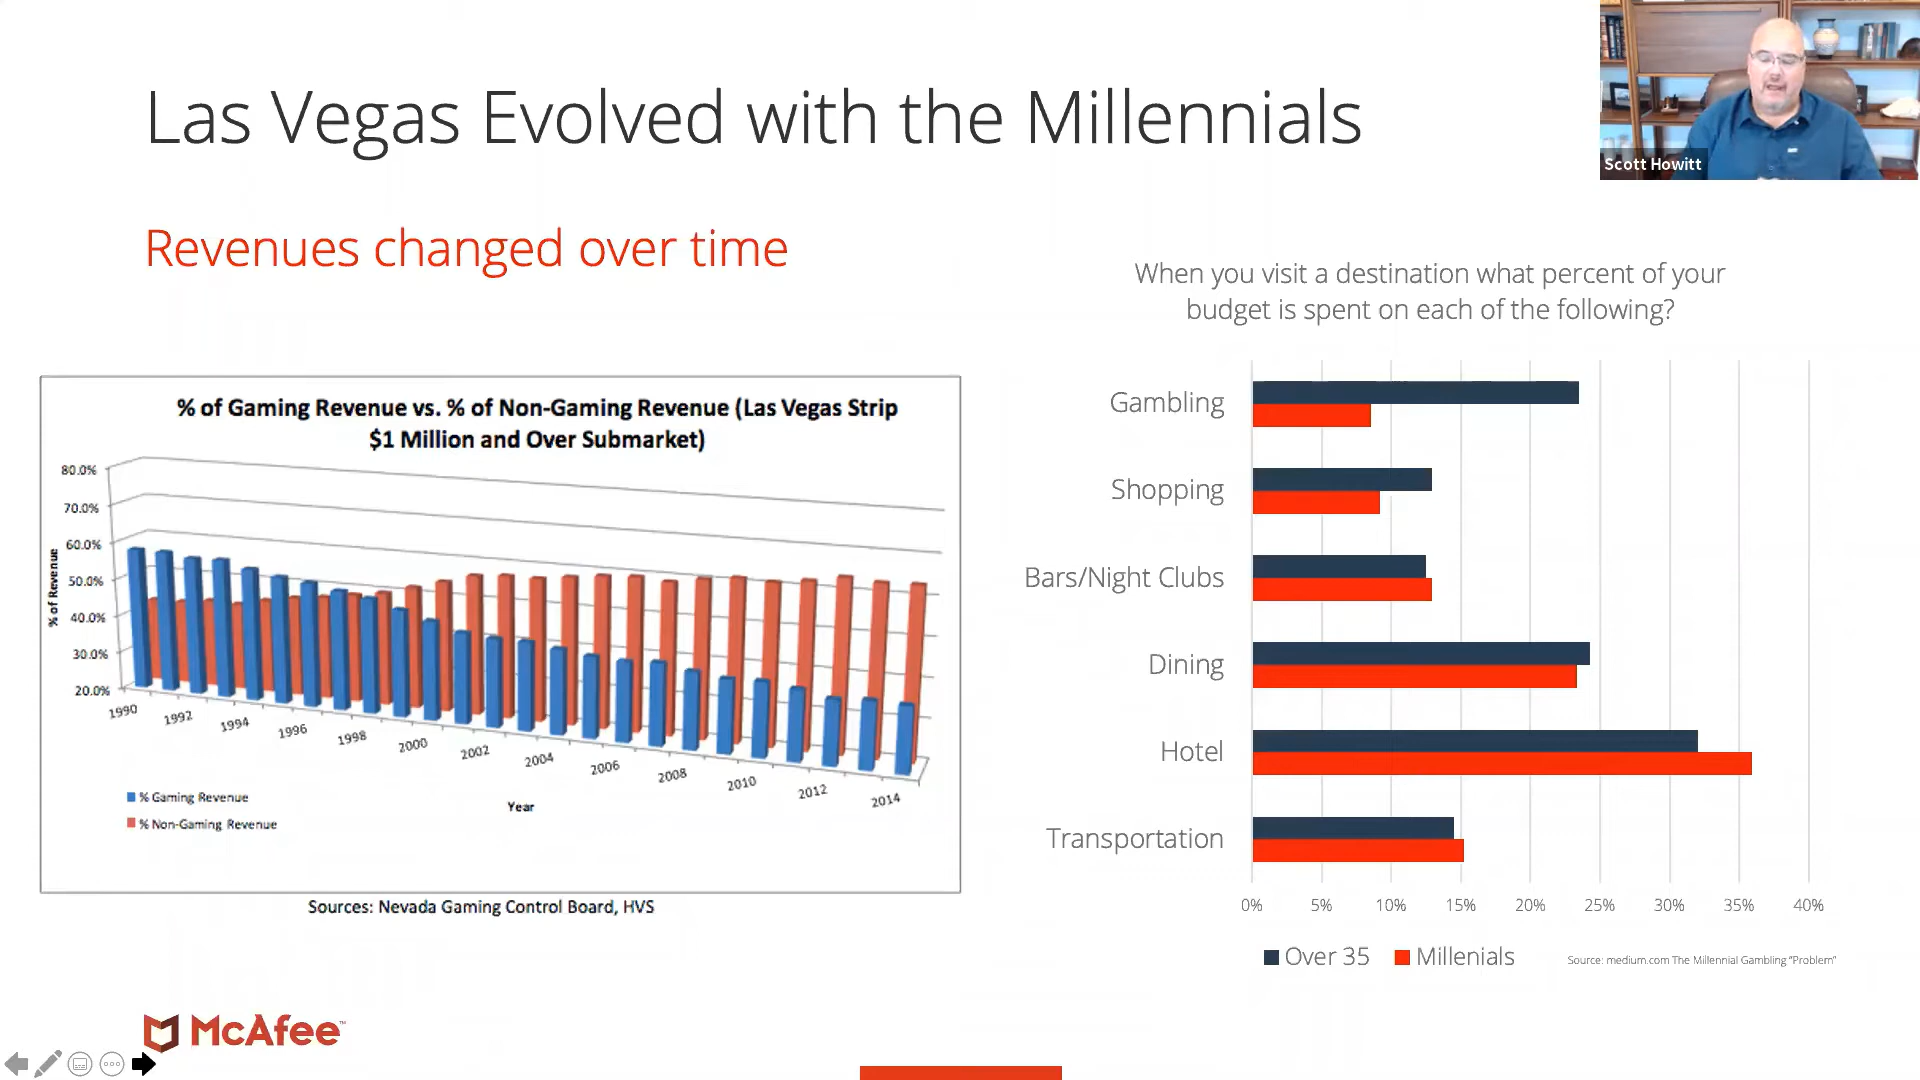 Las Vegas Evolved with the Millennials
Scott Howitt
Revenues changed over time
% of Gaming Revenue vs. % of Non-Gaming Revenue (Las Vegas Strip
$1 Million and Over Submarket)
80.0%
70.0%
60.0%
50.0%
40.0%
30.0%
20.0%
% of Revenue
1990
1992
1994
1996
1998
2000
2002
2004
2006
2008
2010
2012
2014
Year
% Gaming Revenue
% Non-Gaming Revenue
Sources: Nevada Gaming Control Board, HVS
When you visit a destination what percent of your
budget is spent on each of the following?
Gambling
Shopping
Bars/Night Clubs
Dining
Hotel
Transportation
0% 5% 10% 15% 20% 25% 30% 35% 40%
Over 35 Millenials
Source: medium.com The Millennial Gambling "Problem"
McAfee™